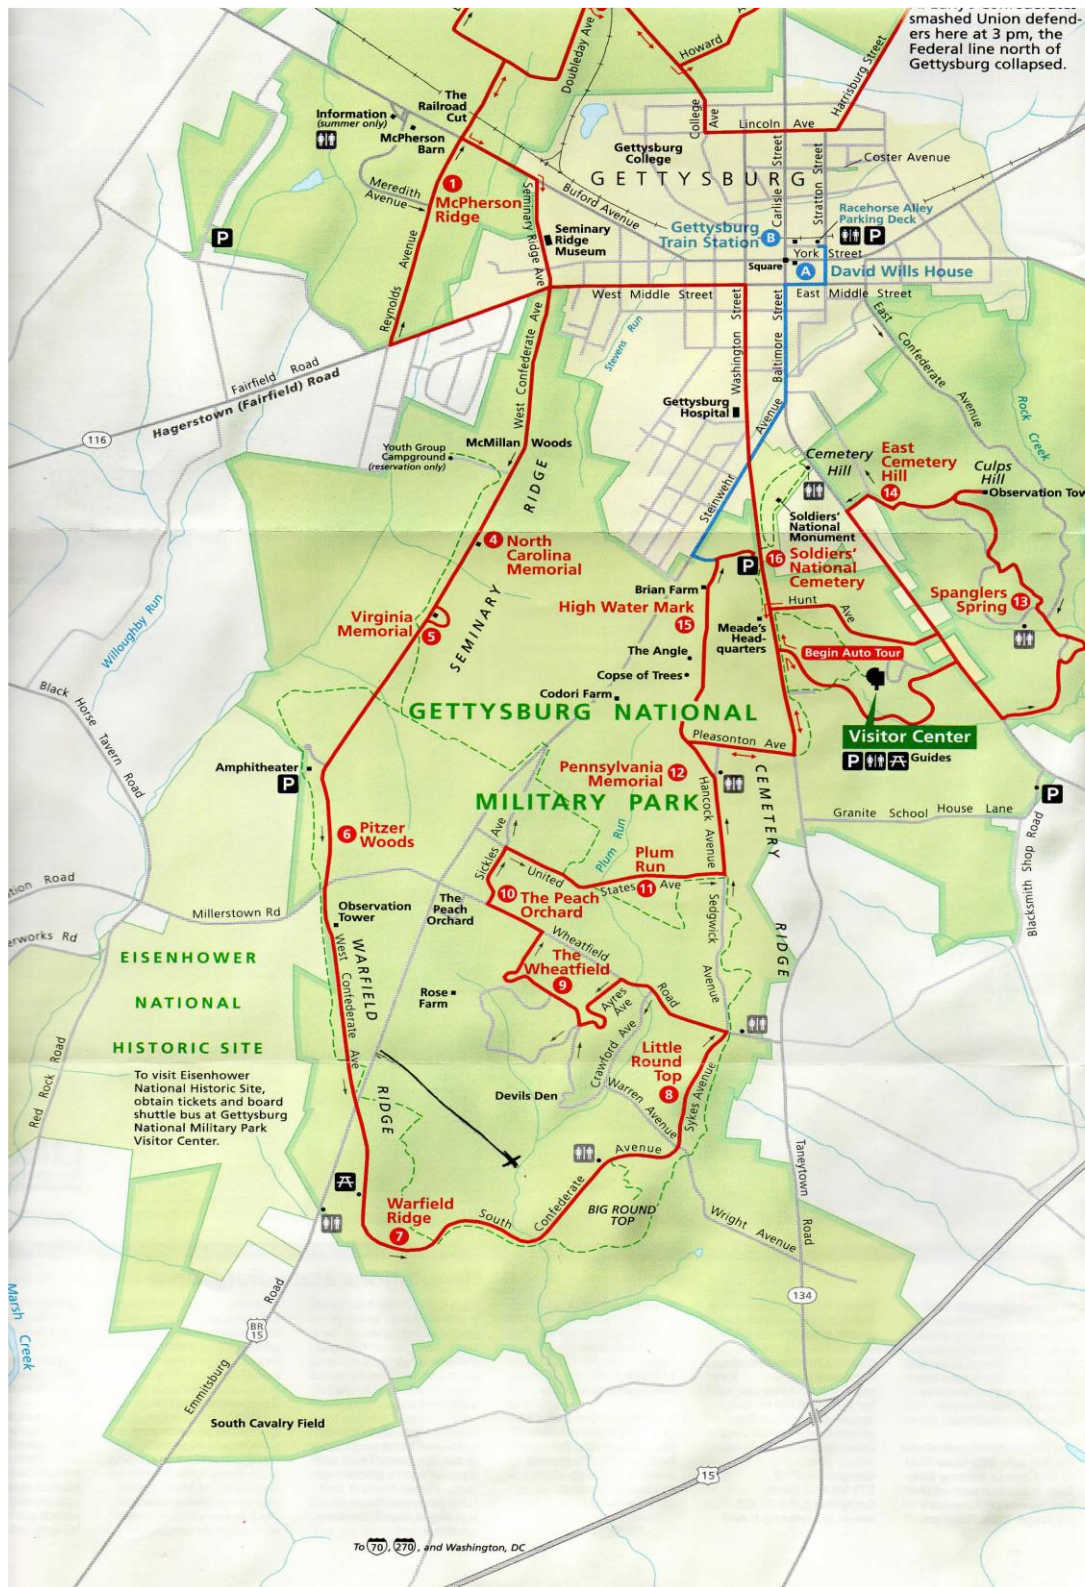 smashed Union defend-
ers here at 3 pm, the
Federal line north of
Gettysburg collapsed.
Doubleday Ave
Howard
Harrisburg Street
The
Railroad
Cut
Information
(summer only)
McPherson
Barn
College
Ave
Lincoln Ave
Gettysburg
College
Carlisle Street
Stratton Street
Coster Avenue
GETTYSBURG
1
McPherson
Ridge
Meredith
Avenue
Seminary Ridge Ave
Buford Avenue
Racehorse Alley
Parking Deck
P
Gettysburg
Train Station
B
P
Seminary
Ridge
Museum
York Street
Square
A
David Wills House
Reynolds Avenue
West Middle Street
East Middle Street
Stevens Run
Washington Street
Baltimore Street
East Confederate Avenue
Rock Creek
West Confederate Ave
Fairfield Road
Hagerstown (Fairfield) Road
116
Gettysburg
Hospital
Youth Group
Campground
(reservation only)
McMillan Woods
Steinwehr Avenue
Cemetery
Hill
East
Cemetery
Hill
14
Culps
Hill
Observation Tow
SEMINARY RIDGE
Soldiers'
National
Monument
4
North
Carolina
Memorial
P
16
Soldiers'
National
Cemetery
Brian Farm
Hunt Ave
Spanglers
Spring
13
High Water Mark
15
Virginia
Memorial
5
Willoughby Run
Meade's
Head-
quarters
The Angle
Begin Auto Tour
Copse of Trees
Codori Farm
Black Horse Tavern Road
GETTYSBURG NATIONAL
Visitor Center
P
Guides
Pleasonton Ave
Amphitheater
P
Pennsylvania
Memorial
12
CEMETERY RIDGE
MILITARY PARK
Hancock Avenue
P
Granite School House Lane
6
Pitzer
Woods
Sickles Ave
Plum Run
Plum
Run
11
United States Ave
Blacksmith Shop Road
10
The Peach
Orchard
The
Peach
Orchard
Millerstown Rd
Observation
Tower
Sedgwick Avenue
EISENHOWER
NATIONAL
HISTORIC SITE
WARFIELD RIDGE
West Confederate Ave
Wheatfield Road
The
Wheatfield
9
Rose
Farm
Ayres
Ave
Crawford Ave
Little
Round
Top
8
To visit Eisenhower
National Historic Site,
obtain tickets and board
shuttle bus at Gettysburg
National Military Park
Visitor Center.
Red Rock Road
Devils Den
Warren Avenue
Sykes Avenue
Taneytown Road
Warfield
Ridge
7
South Confederate Avenue
BIG ROUND
TOP
Wright Avenue
Marsh Creek
134
BR
15
Emmitsburg Road
South Cavalry Field
15
To 70, 270, and Washington, DC